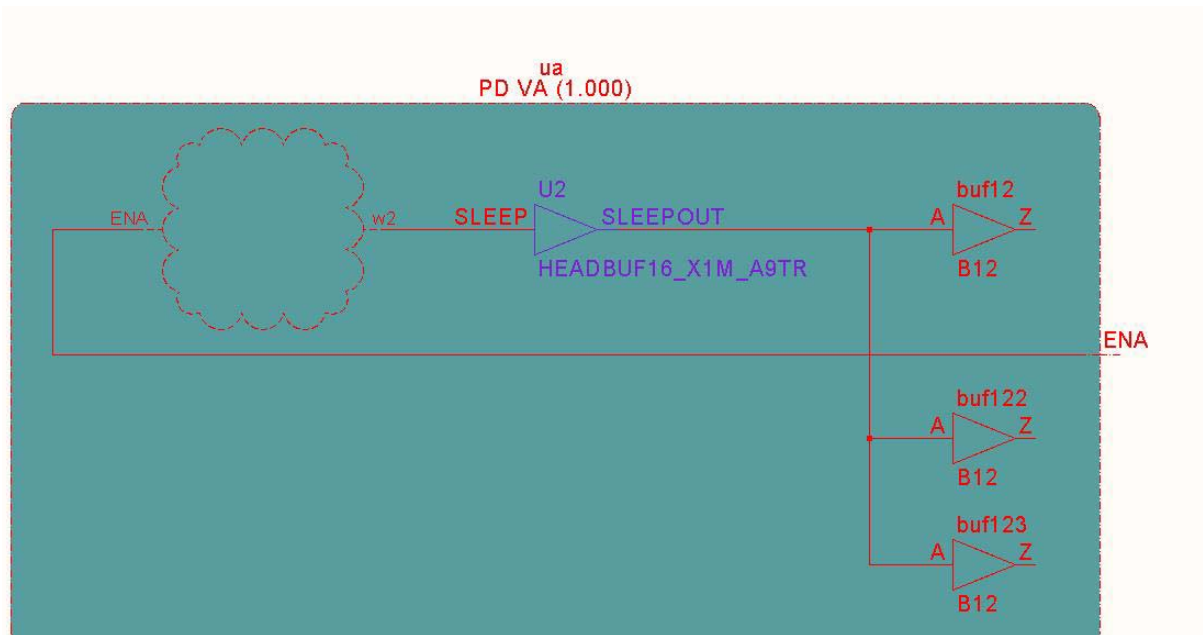 ua
PD VA (1.000)
U2
buf12
ENA
w2
SLEEP
SLEEPOUT
A
Z
HEADBUF16_X1M_A9TR
B12
ENA
buf122
A
Z
B12
buf123
A
Z
B12